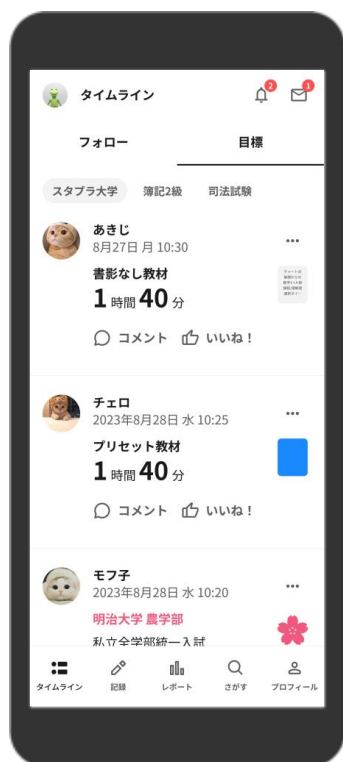 タイムライン
2
9
フォロー
目標
スタプラ大学 簿記2級 司法試験
あきじ
8月27日 月 10:30
書影なし教材
1 時間 40 分
コメント いいね！
チェロ
2023年8月28日 水 10:25
プリセット教材
1 時間 40 分
コメント いいね！
モフ子
2023年8月28日 水 10:20
明治大学 農学部
私立全学部統一入試
タイムライン 記録 レポート さがす プロフィール